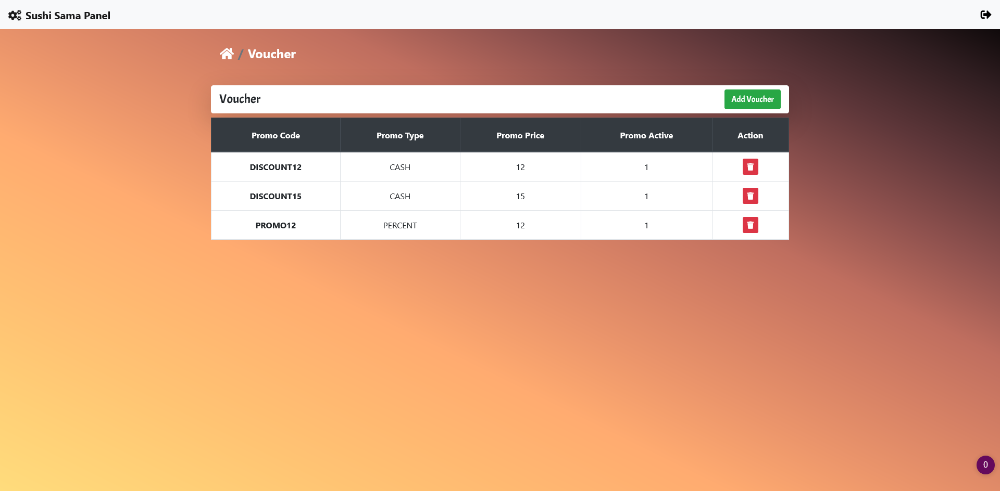 Sushi Sama Panel
/ Voucher
Voucher
Add Voucher
Promo Code Promo Type Promo Price Promo Active Action
DISCOUNT12 CASH 12 1
DISCOUNT15 CASH 15 1
PROMO12 PERCENT 12 1
0